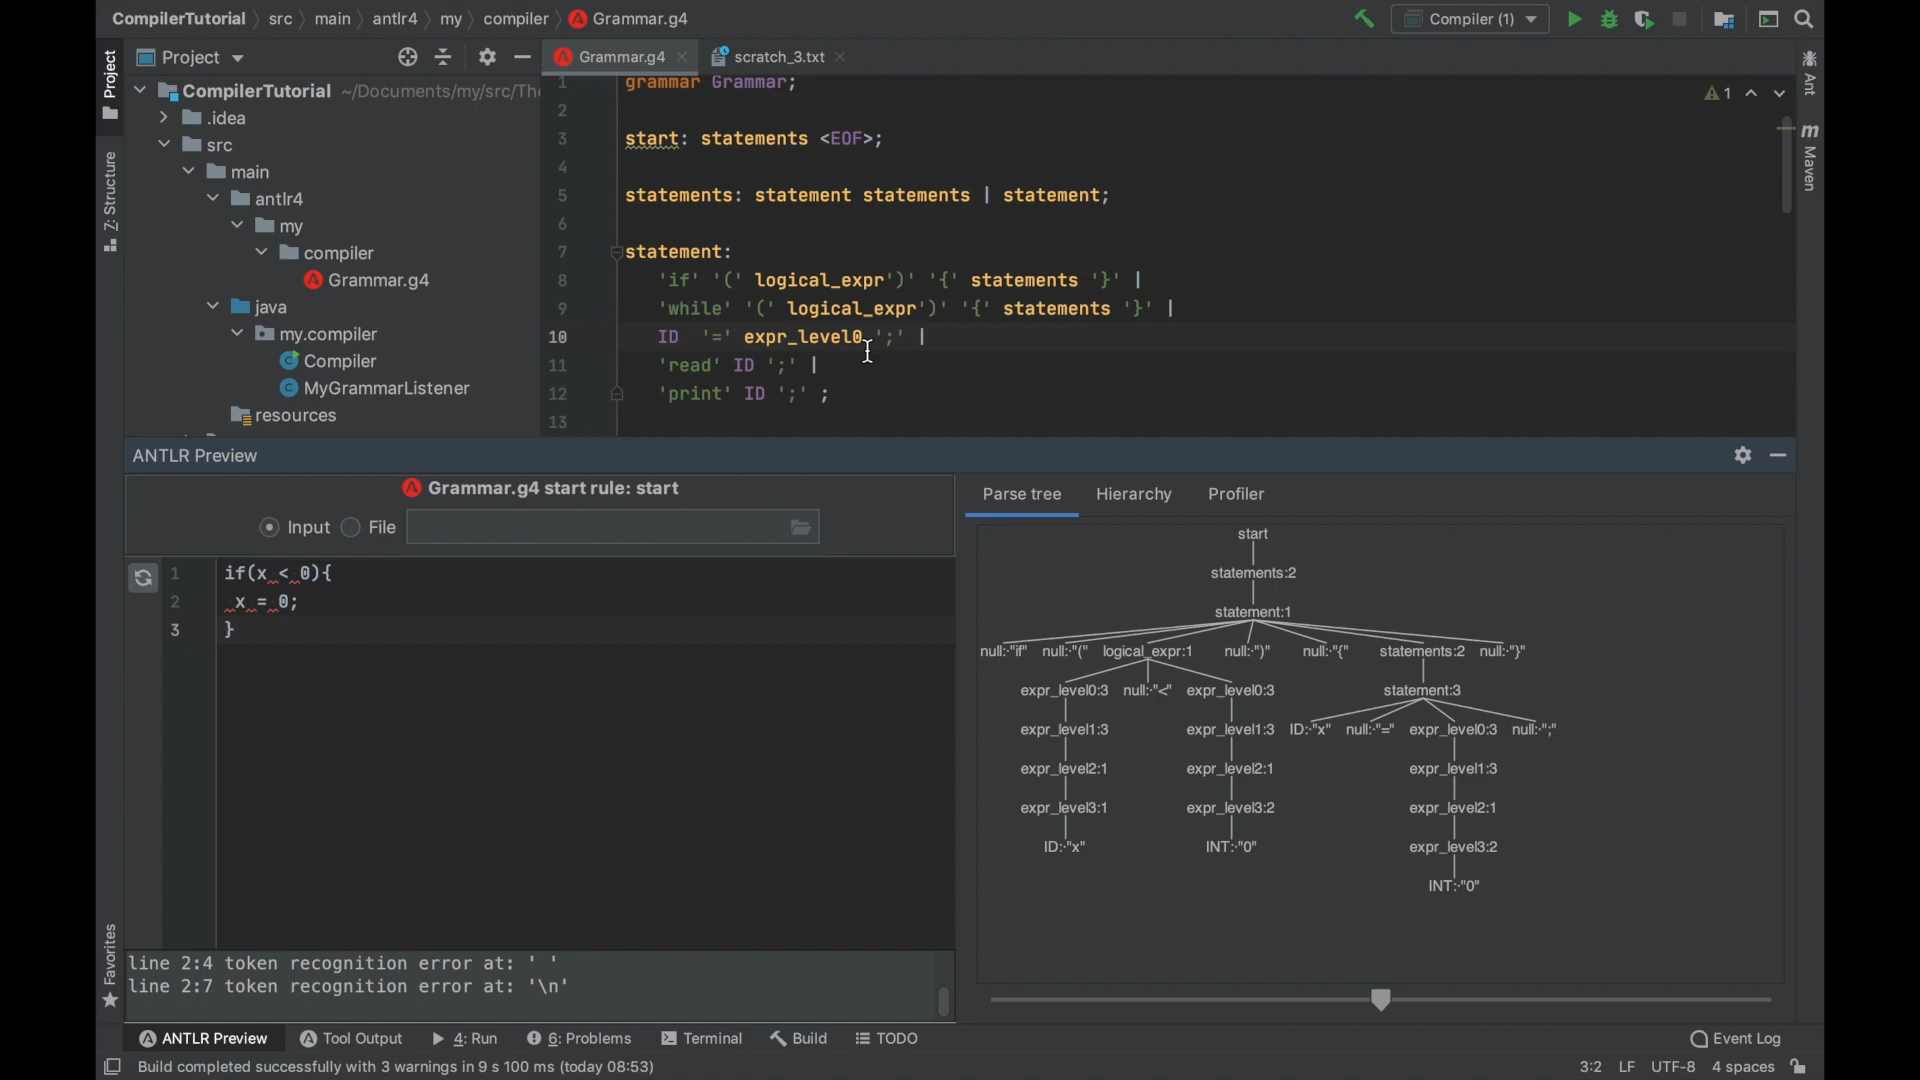 CompilerTutorial src main antlr4 my compiler Grammar.g4
Compiler (1)
Project
Grammar.g4
scratch_3.txt
Project
Z: Structure
Favorites
Ant
Maven
CompilerTutorial ~/Documents/my/src/The
.idea
src
main
antlr4
my
compiler
Grammar.g4
java
my.compiler
Compiler
MyGrammarListener
resources
1
1 grammar Grammar;
2
3 start: statements <EOF>;
4
5 statements: statement statements | statement;
6
7 statement:
8 'if' '(' logical_expr')' '{' statements '}' |
9 'while' '(' logical_expr')' '{' statements '}' |
10 ID '=' expr_level0 ';' |
11 'read' ID ';' |
12 'print' ID ';' ;
13
ANTLR Preview
Grammar.g4 start rule: start
Input File
1 if(x < 0){
2 x = 0;
3 }
line 2:4 token recognition error at: ' '
line 2:7 token recognition error at: '\n'
Parse tree Hierarchy Profiler
start
statements:2
statement:1
null:"if" null:"(" logical_expr:1 null:")" null:"{" statements:2 null:"}"
expr_level0:3 null:"<" expr_level0:3 statement:3
expr_level1:3 expr_level1:3 ID:"x" null:"=" expr_level0:3 null:";"
expr_level2:1 expr_level2:1 expr_level1:3
expr_level3:1 expr_level3:2 expr_level2:1
ID:"x" INT:"0" expr_level3:2
INT:"0"
ANTLR Preview Tool Output 4: Run 6: Problems Terminal Build TODO Event Log
Build completed successfully with 3 warnings in 9 s 100 ms (today 08:53) 3:2 LF UTF-8 4 spaces